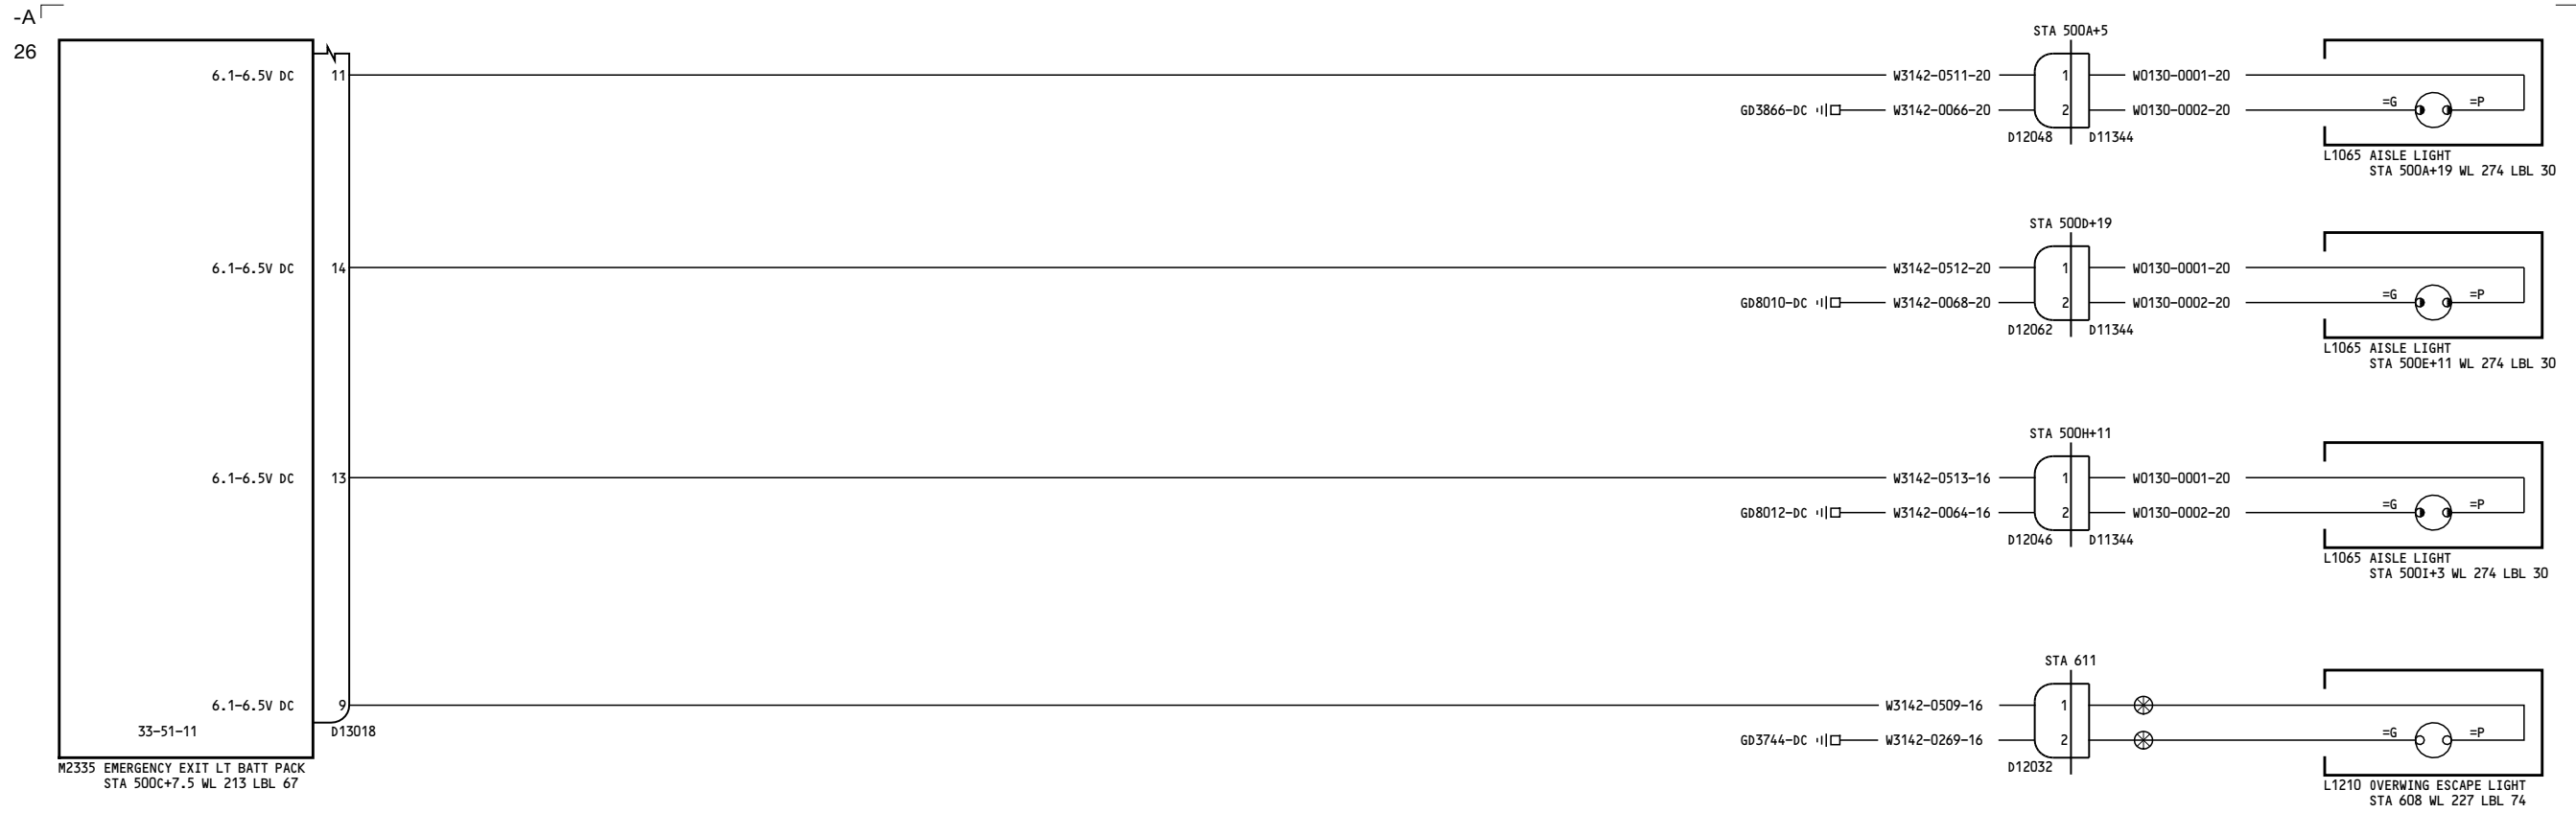 -A
26
STA 500A+5
6.1-6.5V DC 11 W3142-0511-20 1 W0130-0001-20
GD3866-DC W3142-0066-20 2 W0130-0002-20 =G =P
D12048 D11344
L1065 AISLE LIGHT
STA 500A+19 WL 274 LBL 30
STA 500D+19
6.1-6.5V DC 14 W3142-0512-20 1 W0130-0001-20
GD8010-DC W3142-0068-20 2 W0130-0002-20 =G =P
D12062 D11344
L1065 AISLE LIGHT
STA 500E+11 WL 274 LBL 30
STA 500H+11
6.1-6.5V DC 13 W3142-0513-16 1 W0130-0001-20
GD8012-DC W3142-0064-16 2 W0130-0002-20 =G =P
D12046 D11344
L1065 AISLE LIGHT
STA 500I+3 WL 274 LBL 30
STA 611
6.1-6.5V DC 9 W3142-0509-16 1
33-51-11 D13018 GD3744-DC W3142-0269-16 2 =G =P
D12032
M2335 EMERGENCY EXIT LT BATT PACK
STA 500C+7.5 WL 213 LBL 67
L1210 OVERWING ESCAPE LIGHT
STA 608 WL 227 LBL 74